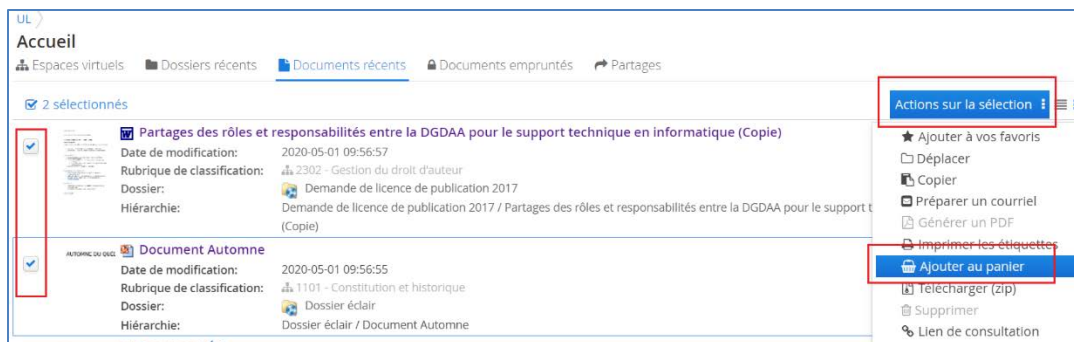 UL
Accueil
Espaces virtuels Dossiers récents Documents récents Documents empruntés Partages
2 sélectionnés Actions sur la sélection
Partages des rôles et responsabilités entre la DGDAA pour le support technique en informatique (Copie)
Date de modification: 2020-05-01 09:56:57
Rubrique de classification: 2302 - Gestion du droit d'auteur
Dossier: Demande de licence de publication 2017
Hiérarchie: Demande de licence de publication 2017 / Partages des rôles et responsabilités entre la DGDAA pour le support t
(Copie)
Document Automne
Date de modification: 2020-05-01 09:56:55
Rubrique de classification: 1101 - Constitution et historique
Dossier: Dossier éclair
Hiérarchie: Dossier éclair / Document Automne
Ajouter à vos favoris
Déplacer
Copier
Préparer un courriel
Générer un PDF
Imprimer les étiquettes
Ajouter au panier
Télécharger (zip)
Supprimer
Lien de consultation